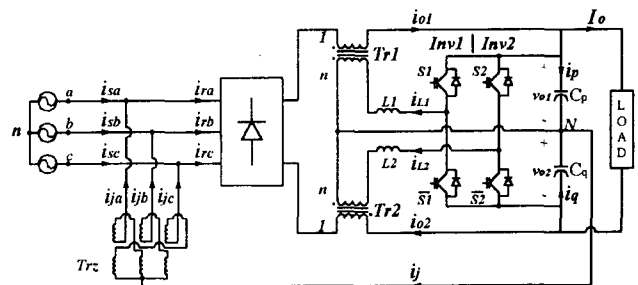 i_o1 I_o
1 Tr1 Inv1 | Inv2
n S1 S2 + i_p
a i_sa i_ra L1 i_L1 v_o1 C_p
n b i_sb i_rb - N
c i_sc i_rc L2 i_L2 + LOAD
v_o2 C_q
i_ja i_jb i_jc n S̅1̅ S̅2̅ - i_q
Tr2
1 i_o2
Trz
i_j